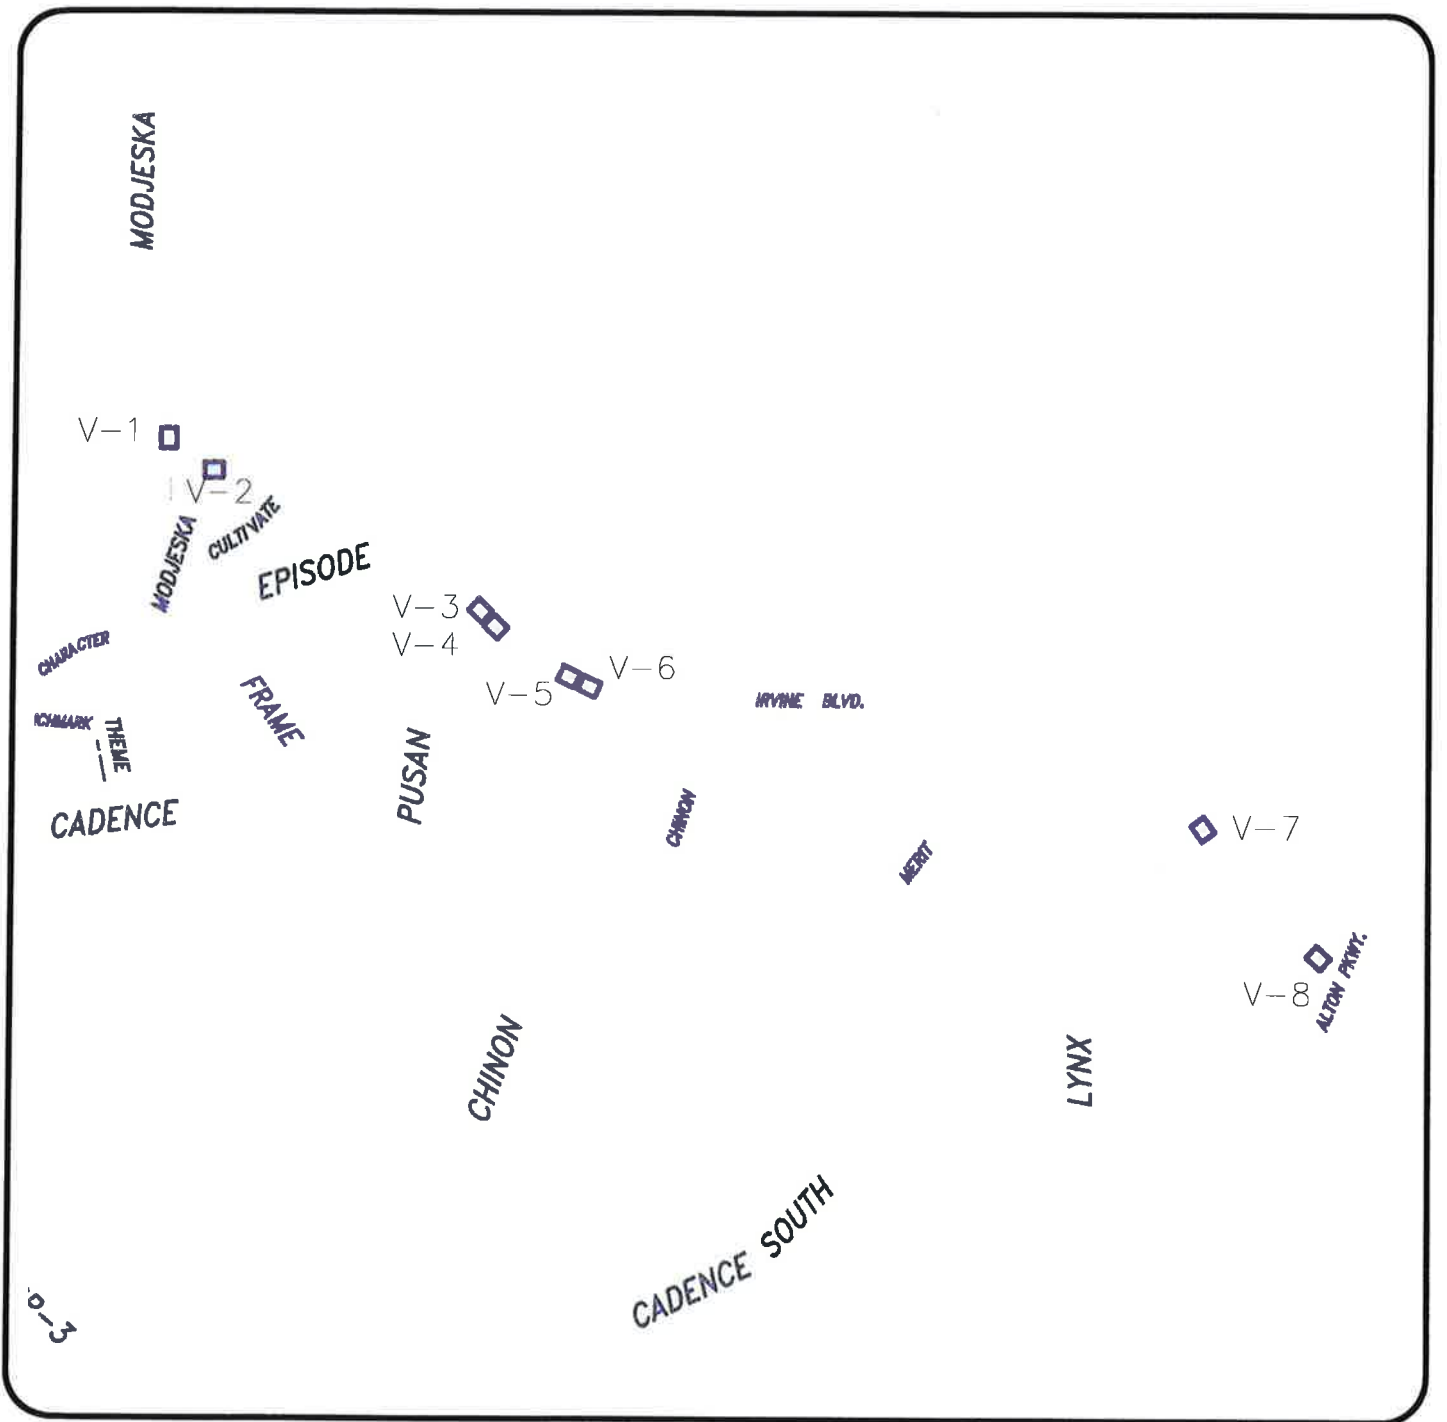 MODJESKA
V-1
V-2
CULTIVATE
MODJESKA
EPISODE
V-3
CHARACTER
V-4
V-6
FRAME
V-5
IRVINE BLVD.
THEME
PUSAN
CADENCE
CHINON
V-7
MERIT
ALTON PKWY.
V-8
CHINON
LYNX
CADENCE SOUTH